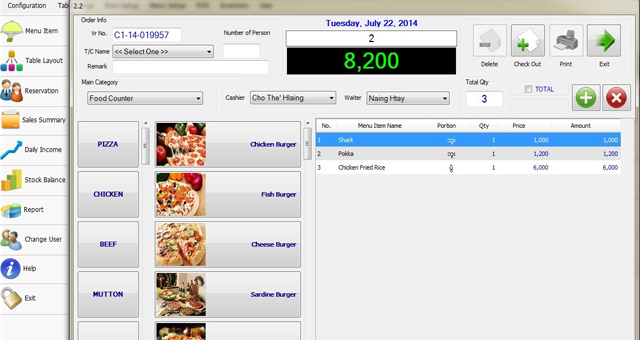 Configuration
2.2
Menu Item
Table Layout
Reservation
Sales Summary
Daily Income
Stock Balance
Report
Change User
Help
Exit
Order Info
Vr No. C1-14-019957
T/C Name << Select One >>
Remark
Number of Person
Tuesday, July 22, 2014
2
8,200
Delete Check Out Print Exit
Main Category
Food Counter
Cashier Cho The' Hlaing
Waiter Naing Htay
Total Qty
3
TOTAL
PIZZA
CHICKEN
BEEF
MUTTON
Chicken Burger
Fish Burger
Cheese Burger
Sardine Burger
No. Menu Item Name Portion Qty Price Amount
1 Shark 1 1,000 1,000
2 Pokka 1 1,200 1,200
3 Chicken Fried Rice 1 6,000 6,000